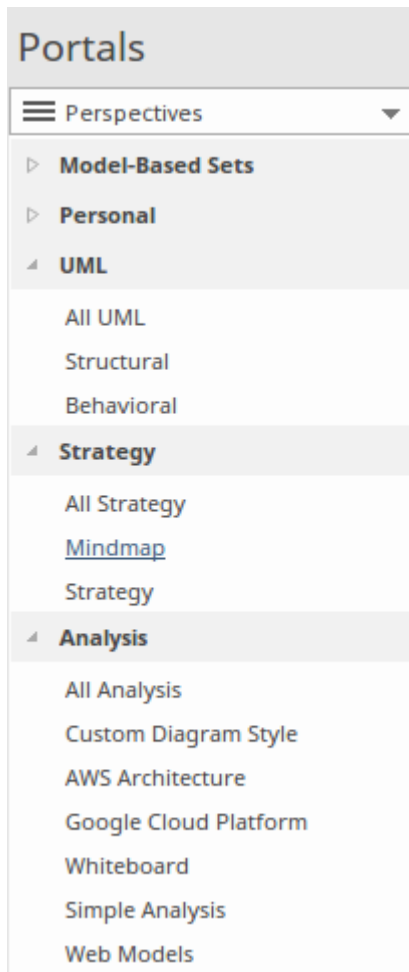 Portals
Perspectives
Model-Based Sets
Personal
UML
All UML
Structural
Behavioral
Strategy
All Strategy
Mindmap
Strategy
Analysis
All Analysis
Custom Diagram Style
AWS Architecture
Google Cloud Platform
Whiteboard
Simple Analysis
Web Models